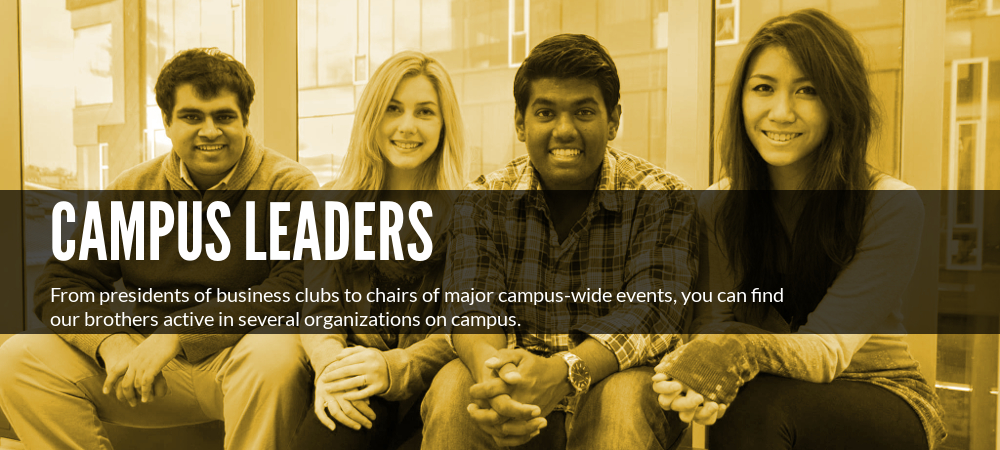 CAMPUS LEADERS
From presidents of business clubs to chairs of major campus-wide events, you can find
our brothers active in several organizations on campus.